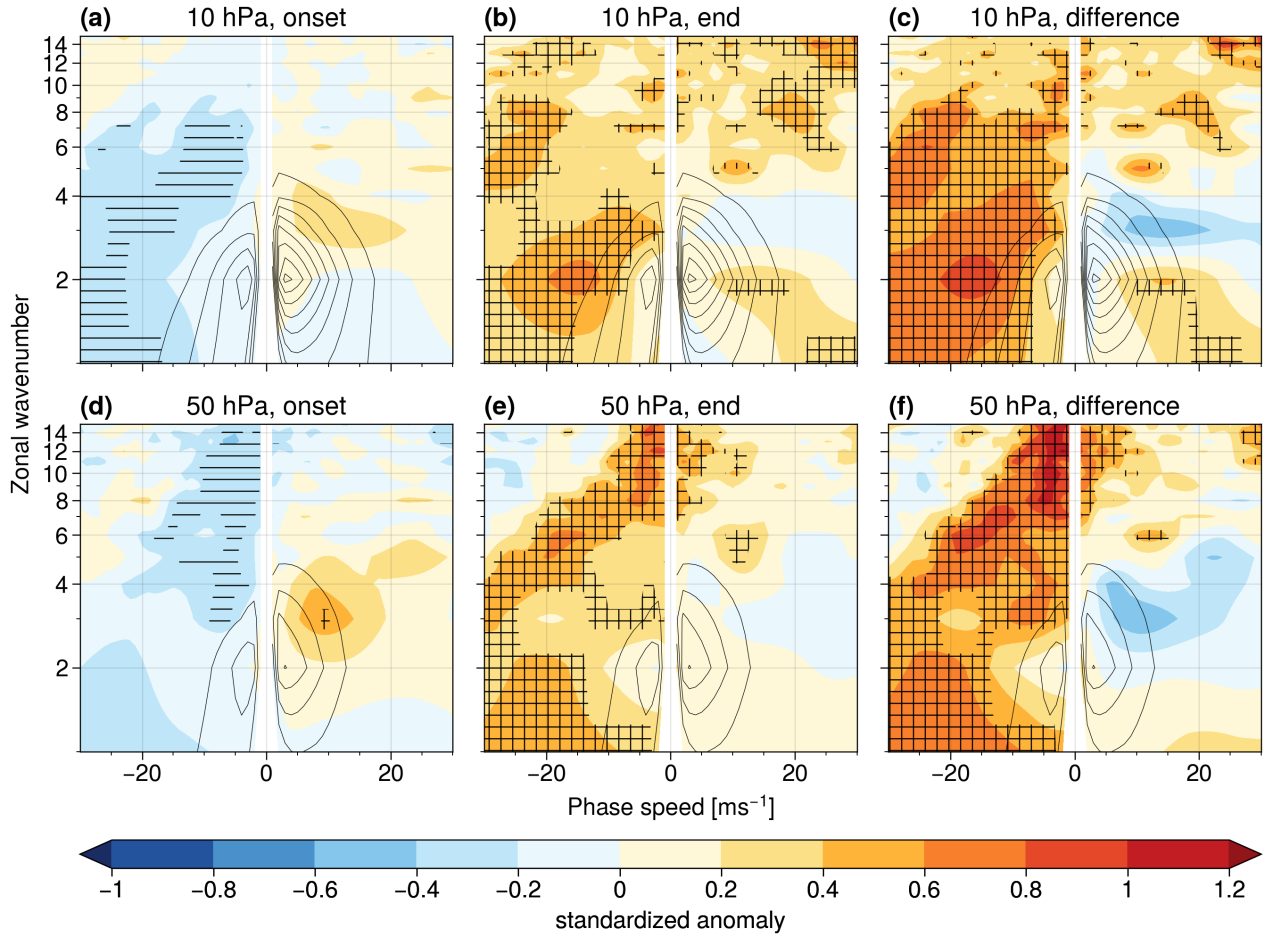 (a) 10 hPa, onset
(b) 10 hPa, end
(c) 10 hPa, difference
14
12
10
8
6
4
2
Zonal wavenumber
(d) 50 hPa, onset
(e) 50 hPa, end
(f) 50 hPa, difference
14
12
10
8
6
4
2
−20 0 20
−20 0 20
−20 0 20
Phase speed [ms⁻¹]
−1 −0.8 −0.6 −0.4 −0.2 0 0.2 0.4 0.6 0.8 1 1.2
standardized anomaly